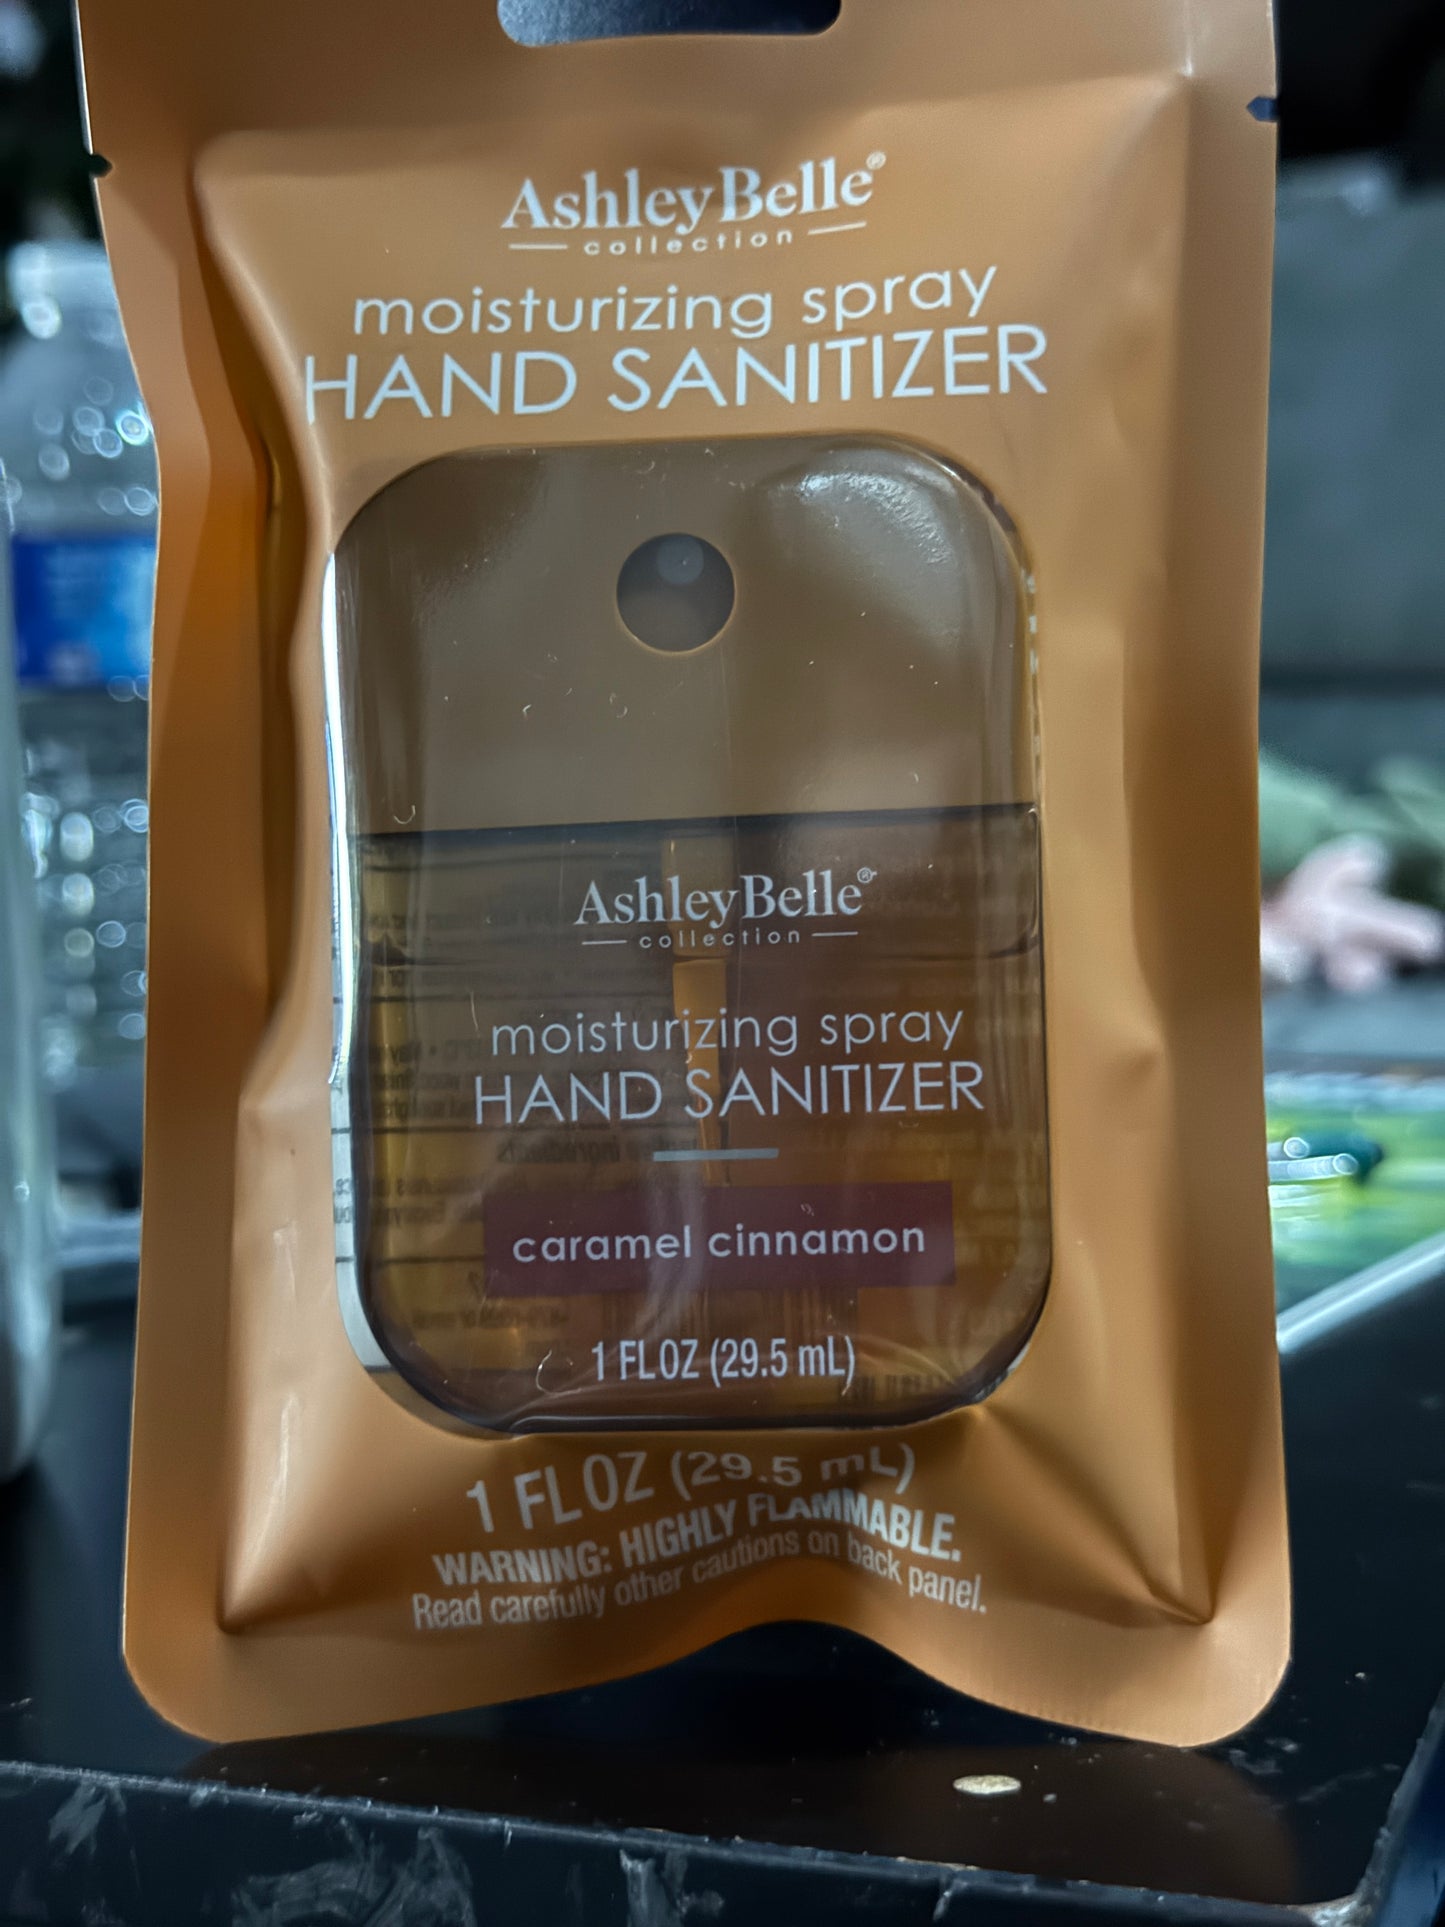 AshleyBelle®
collection
moisturizing spray
HAND SANITIZER
AshleyBelle®
collection
moisturizing spray
HAND SANITIZER
caramel cinnamon
1 FL OZ (29.5 mL)
1 FL OZ (29.5 mL)
WARNING: HIGHLY FLAMMABLE.
Read carefully other cautions on back panel.